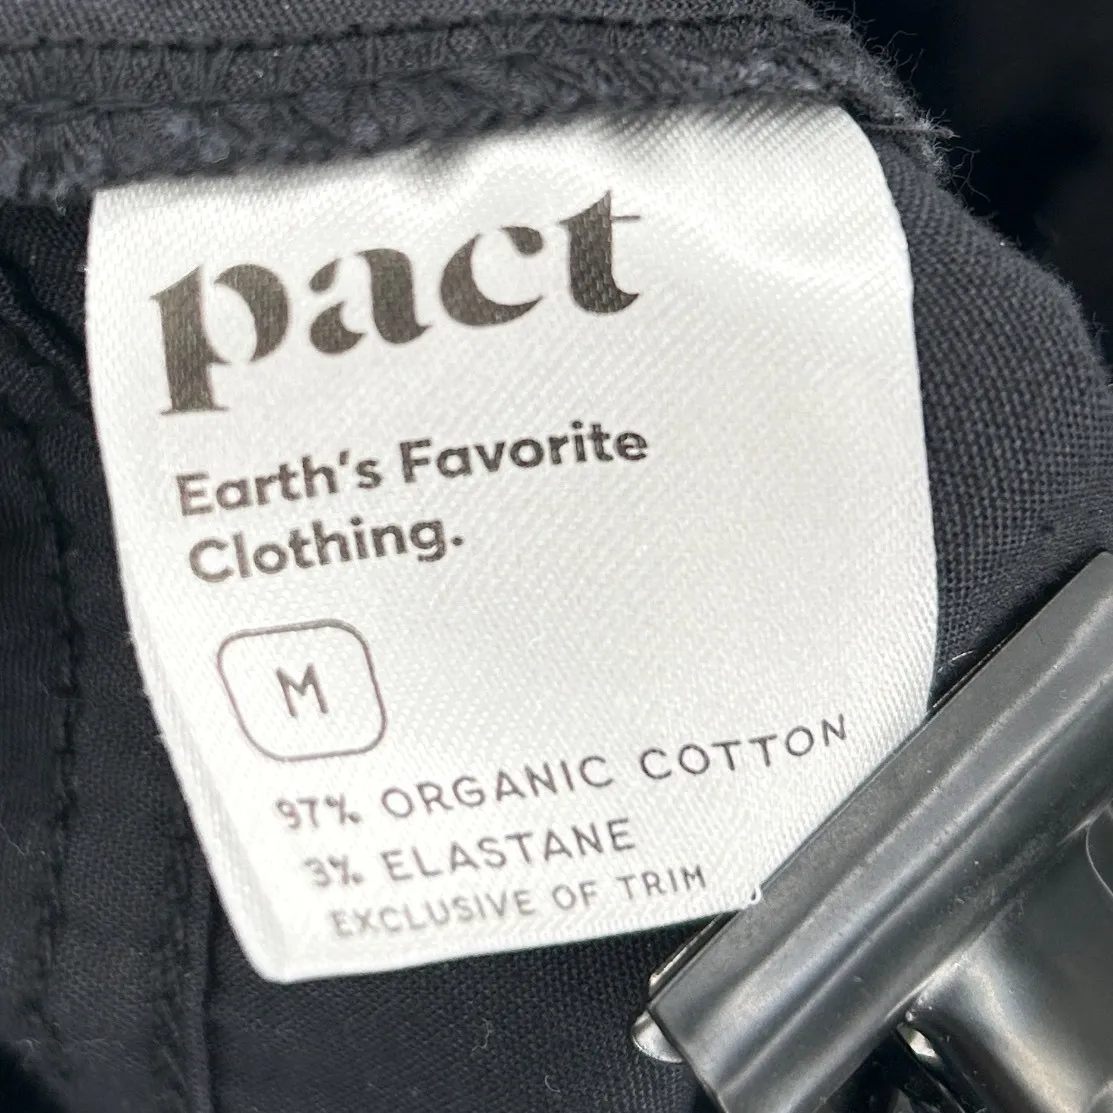 pact
Earth's Favorite
Clothing.
M
97% ORGANIC COTTON
3% ELASTANE
EXCLUSIVE OF TRIM